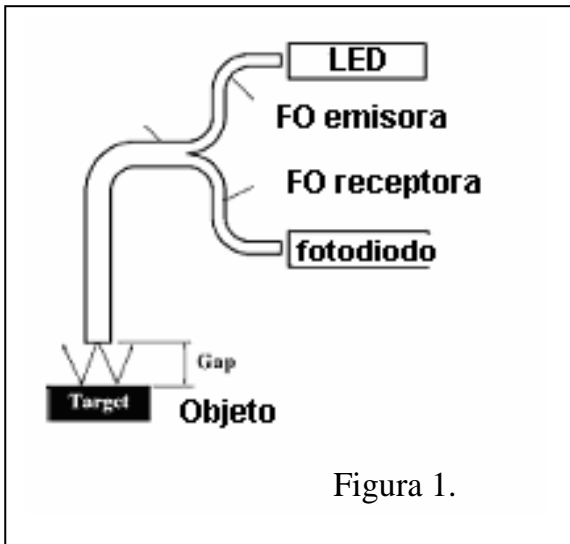 LED
FO emisora
FO receptora
fotodiodo
Gap
Target
Objeto
Figura 1.